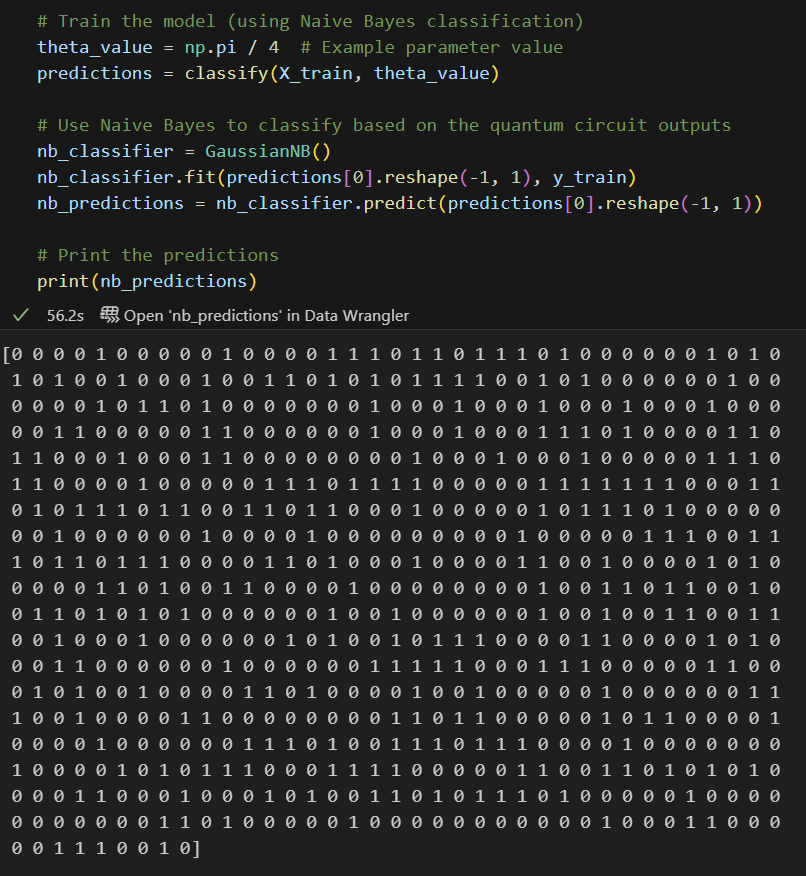 # Train the model (using Naive Bayes classification)
theta_value = np.pi / 4  # Example parameter value
predictions = classify(X_train, theta_value)
# Use Naive Bayes to classify based on the quantum circuit outputs
nb_classifier = GaussianNB()
nb_classifier.fit(predictions[0].reshape(-1, 1), y_train)
nb_predictions = nb_classifier.predict(predictions[0].reshape(-1, 1))
# Print the predictions
print(nb_predictions)
✓ 56.2s Open 'nb_predictions' in Data Wrangler
[0 0 0 0 1 0 0 0 0 0 1 0 0 0 0 1 1 1 0 1 1 0 1 1 1 0 1 0 0 0 0 0 0 1 0 1 0
1 0 1 0 0 1 0 0 0 1 0 0 1 1 0 1 0 1 0 1 1 1 1 0 0 1 0 1 0 0 0 0 0 0 1 0 0
0 0 0 0 1 0 1 1 0 1 0 0 0 0 0 0 0 1 0 0 0 1 0 0 0 1 0 0 0 1 0 0 0 1 0 0 0
0 0 1 1 0 0 0 0 0 1 1 0 0 0 0 0 0 1 0 0 0 1 0 0 0 1 1 1 0 1 0 0 0 0 1 1 0
1 1 0 0 0 1 0 0 0 1 1 0 0 0 0 0 0 0 0 1 0 0 0 1 0 0 0 1 0 0 0 0 0 1 1 1 0
1 1 0 0 0 0 1 0 0 0 0 0 1 1 1 0 1 1 1 1 0 0 0 0 0 1 1 1 1 1 1 1 0 0 0 1 1
0 1 0 1 1 1 0 1 1 0 0 1 1 0 1 1 0 0 0 1 0 0 0 0 0 1 0 1 1 1 0 1 0 0 0 0 0
0 0 1 0 0 0 0 0 0 1 0 0 0 0 1 0 0 0 0 0 0 0 0 0 1 0 0 0 0 0 1 1 1 0 0 1 1
1 0 1 1 0 1 1 1 0 0 0 0 1 1 0 1 0 0 0 1 0 0 0 0 1 1 0 0 1 0 0 0 0 1 0 1 0
0 0 0 0 1 1 0 1 0 0 1 1 0 0 0 0 1 0 0 0 0 0 0 0 0 1 0 0 1 1 0 1 1 0 0 1 0
0 1 1 0 1 0 1 0 1 0 0 0 0 0 0 1 0 0 1 0 0 0 0 0 0 1 0 0 1 0 0 1 1 0 0 1 1
0 0 1 0 0 0 1 0 0 0 0 0 0 1 0 1 0 0 1 0 1 1 1 0 0 0 0 1 1 0 0 0 0 1 0 1 0
0 0 1 1 0 0 0 0 0 0 1 0 0 0 0 0 0 1 1 1 1 1 0 0 0 1 1 1 0 0 0 0 0 1 1 0 0
0 1 0 1 0 0 1 0 0 0 0 1 1 0 1 0 0 0 0 1 0 0 1 0 0 0 0 0 1 0 0 0 0 0 0 1 1
1 0 0 1 0 0 0 0 1 1 0 0 0 0 0 0 0 0 1 1 0 1 1 0 0 0 0 0 1 0 1 1 0 0 0 0 1
0 0 0 0 1 0 0 0 0 0 0 1 1 1 0 1 0 0 1 1 1 0 1 1 1 0 0 0 0 1 0 0 0 0 0 0 0
1 0 0 0 0 1 0 1 0 1 1 1 0 0 0 1 1 1 1 0 0 0 0 0 1 1 0 0 1 1 0 1 0 1 0 1 0
0 0 0 1 1 0 0 0 1 0 0 0 1 0 1 0 0 1 1 0 1 0 1 1 1 0 1 0 0 0 0 0 1 0 0 0 0
0 0 0 0 0 0 0 1 1 0 1 0 0 0 0 0 1 0 0 0 0 0 0 0 0 0 0 0 1 0 0 0 1 1 0 0 0
0 0 1 1 1 0 0 1 0]